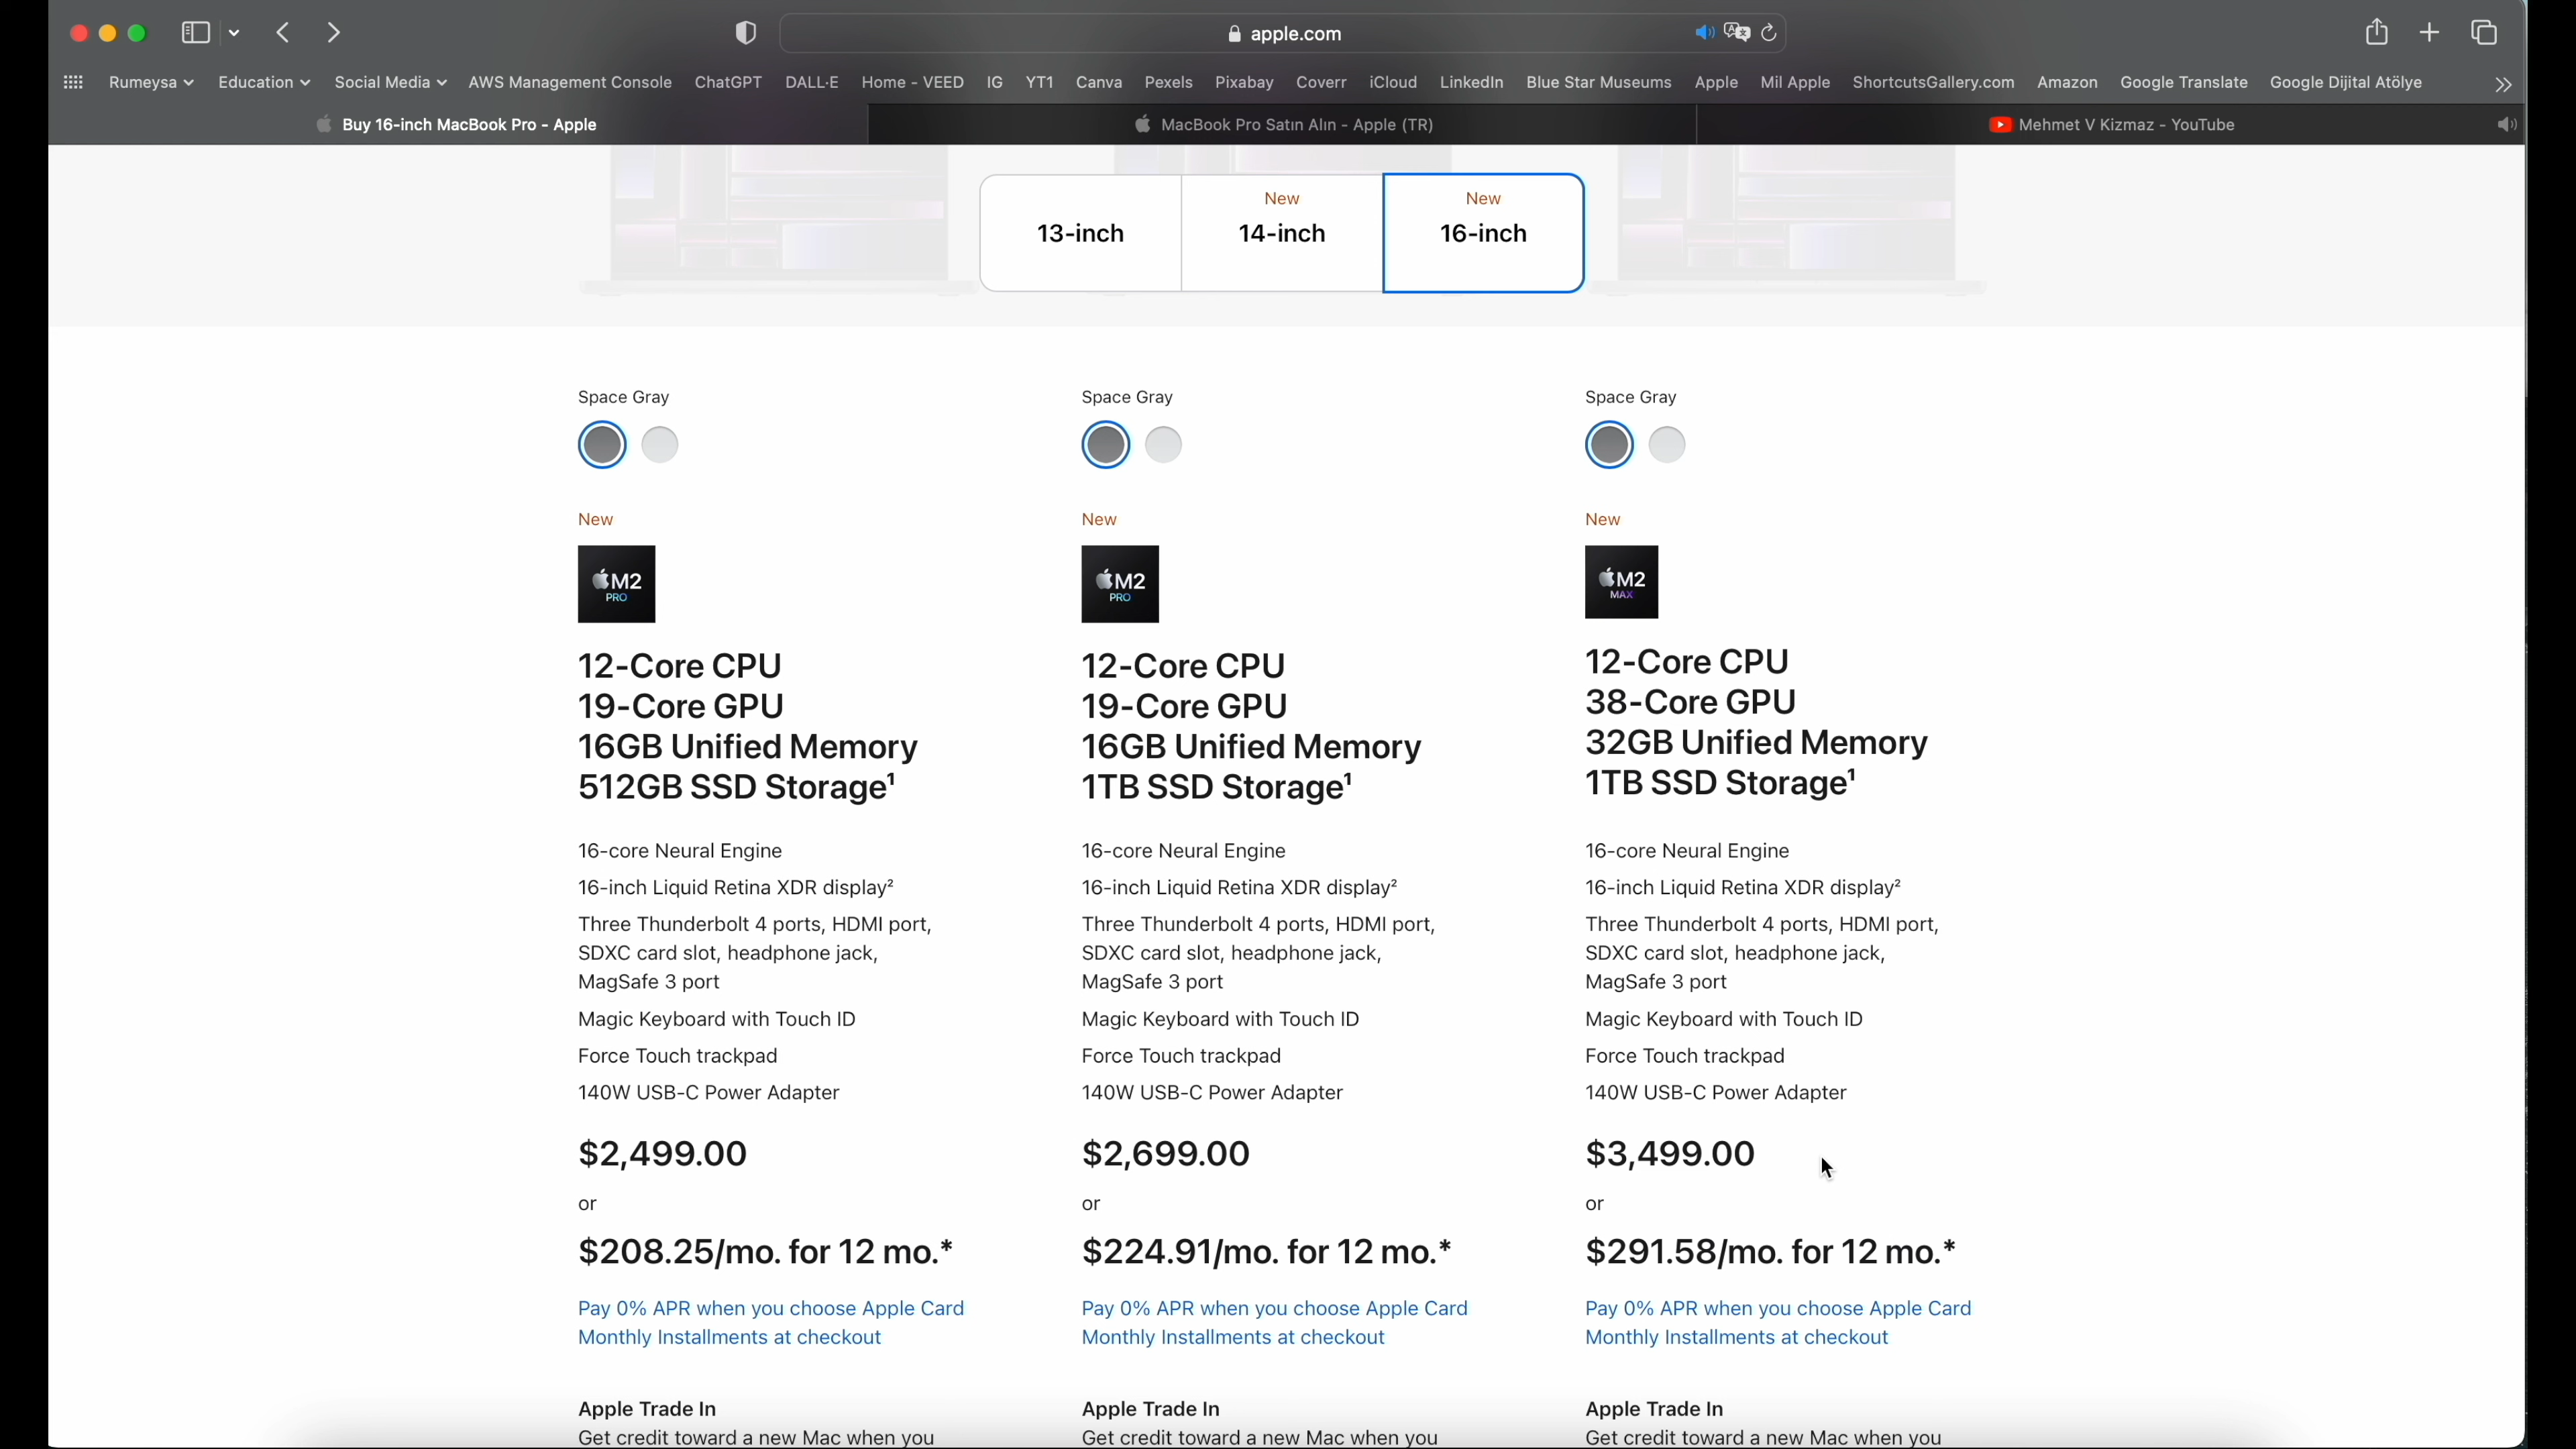 apple.com
Rumeysa Education Social Media AWS Management Console ChatGPT DALL·E Home - VEED IG YT1 Canva Pexels Pixabay Coverr iCloud LinkedIn Blue Star Museums Apple Mil Apple ShortcutsGallery.com Amazon Google Translate Google Dijital Atölye
Buy 16-inch MacBook Pro - Apple MacBook Pro Satın Alın - Apple (TR) Mehmet V Kizmaz - YouTube
New New
13-inch 14-inch 16-inch
Space Gray
New
M2
PRO
12-Core CPU
19-Core GPU
16GB Unified Memory
512GB SSD Storage¹
16-core Neural Engine
16-inch Liquid Retina XDR display²
Three Thunderbolt 4 ports, HDMI port,
SDXC card slot, headphone jack,
MagSafe 3 port
Magic Keyboard with Touch ID
Force Touch trackpad
140W USB-C Power Adapter
$2,499.00
or
$208.25/mo. for 12 mo.*
Pay 0% APR when you choose Apple Card
Monthly Installments at checkout
Apple Trade In
Get credit toward a new Mac when you
Space Gray
New
M2
PRO
12-Core CPU
19-Core GPU
16GB Unified Memory
1TB SSD Storage¹
16-core Neural Engine
16-inch Liquid Retina XDR display²
Three Thunderbolt 4 ports, HDMI port,
SDXC card slot, headphone jack,
MagSafe 3 port
Magic Keyboard with Touch ID
Force Touch trackpad
140W USB-C Power Adapter
$2,699.00
or
$224.91/mo. for 12 mo.*
Pay 0% APR when you choose Apple Card
Monthly Installments at checkout
Apple Trade In
Get credit toward a new Mac when you
Space Gray
New
M2
MAX
12-Core CPU
38-Core GPU
32GB Unified Memory
1TB SSD Storage¹
16-core Neural Engine
16-inch Liquid Retina XDR display²
Three Thunderbolt 4 ports, HDMI port,
SDXC card slot, headphone jack,
MagSafe 3 port
Magic Keyboard with Touch ID
Force Touch trackpad
140W USB-C Power Adapter
$3,499.00
or
$291.58/mo. for 12 mo.*
Pay 0% APR when you choose Apple Card
Monthly Installments at checkout
Apple Trade In
Get credit toward a new Mac when you